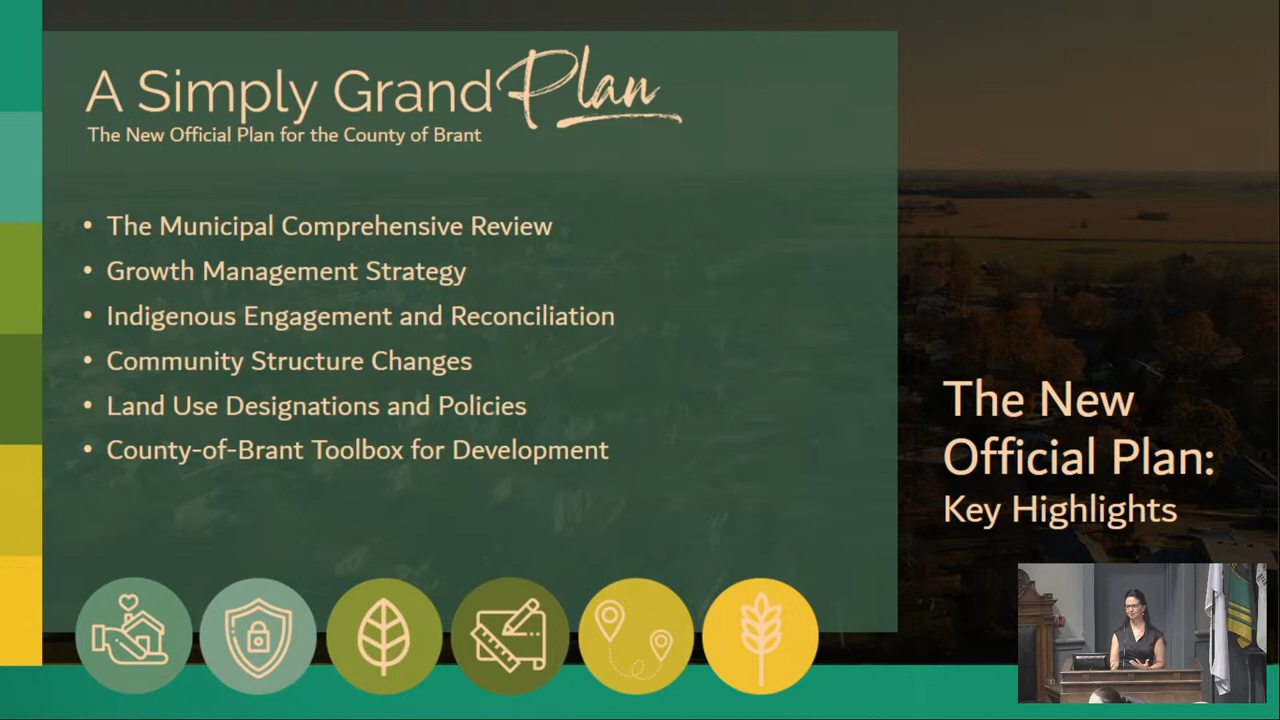 A Simply Grand Plan
The New Official Plan for the County of Brant
• The Municipal Comprehensive Review
• Growth Management Strategy
• Indigenous Engagement and Reconciliation
• Community Structure Changes
• Land Use Designations and Policies
• County-of-Brant Toolbox for Development
The New
Official Plan:
Key Highlights